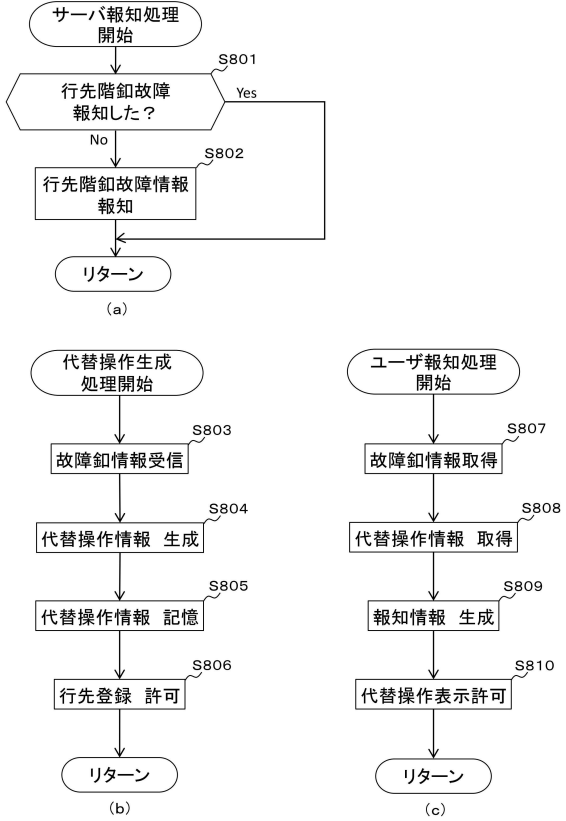 サーバ報知処理
開始
S801
行先階釦故障
報知した?
Yes
No
S802
行先階釦故障情報
報知
リターン
(a)
代替操作生成
処理開始
S803
故障釦情報受信
S804
代替操作情報 生成
S805
代替操作情報 記憶
S806
行先登録 許可
リターン
(b)
ユーザ報知処理
開始
S807
故障釦情報取得
S808
代替操作情報 取得
S809
報知情報 生成
S810
代替操作表示許可
リターン
(c)